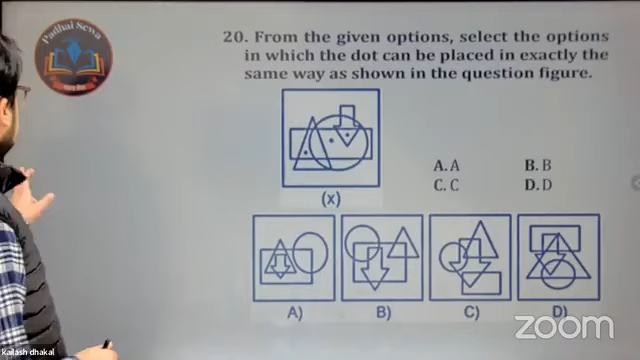 Padhai Sewa
20. From the given options, select the options
in which the dot can be placed in exactly the
same way as shown in the question figure.
A. A
B. B
C. C
D. D
(x)
A)
B)
C)
D)
zoom
Kailash dhakal